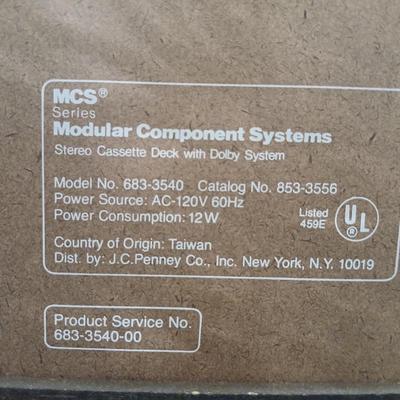 MCS®
Series
Modular Component Systems
Stereo Cassette Deck with Dolby System
Model No. 683-3540 Catalog No. 853-3556
Power Source: AC-120V 60Hz
Power Consumption: 12W
Listed
459E
UL
®
Country of Origin: Taiwan
Dist. by: J.C.Penney Co., Inc. New York, N.Y. 10019
Product Service No.
683-3540-00